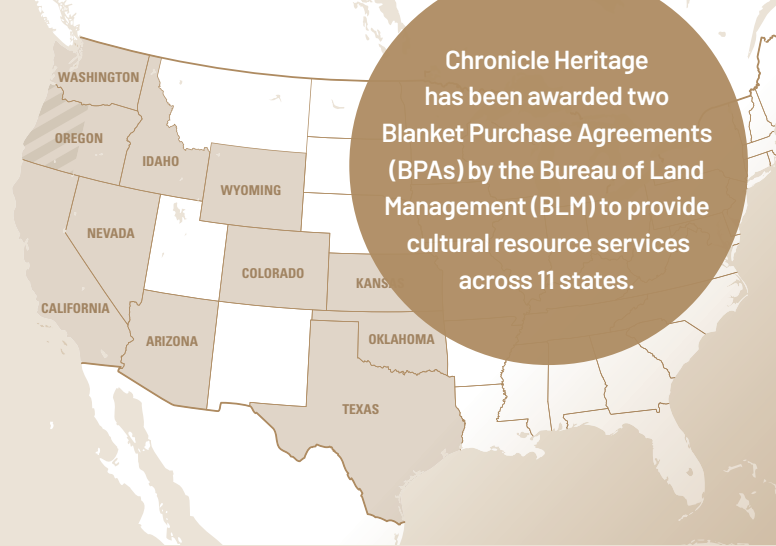 Chronicle Heritage
has been awarded two
Blanket Purchase Agreements
(BPAs) by the Bureau of Land
Management (BLM) to provide
cultural resource services
across 11 states.
WASHINGTON
OREGON
IDAHO
WYOMING
NEVADA
COLORADO
KANSAS
CALIFORNIA
ARIZONA
OKLAHOMA
TEXAS